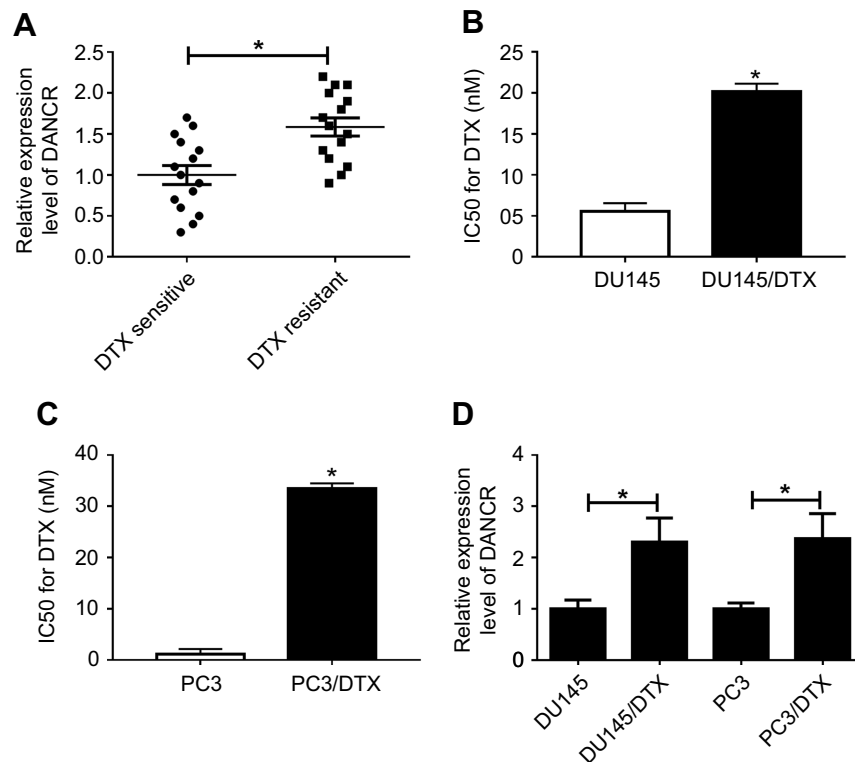 A
*
Relative expression
level of DANCR
2.5
2.0
1.5
1.0
0.5
0.0
DTX sensitive
DTX resistant
B
*
IC50 for DTX (nM)
25
20
15
10
05
0
DU145
DU145/DTX
C
*
IC50 for DTX (nM)
40
30
20
10
0
PC3
PC3/DTX
D
*
*
Relative expression
level of DANCR
4
3
2
1
0
DU145
DU145/DTX
PC3
PC3/DTX